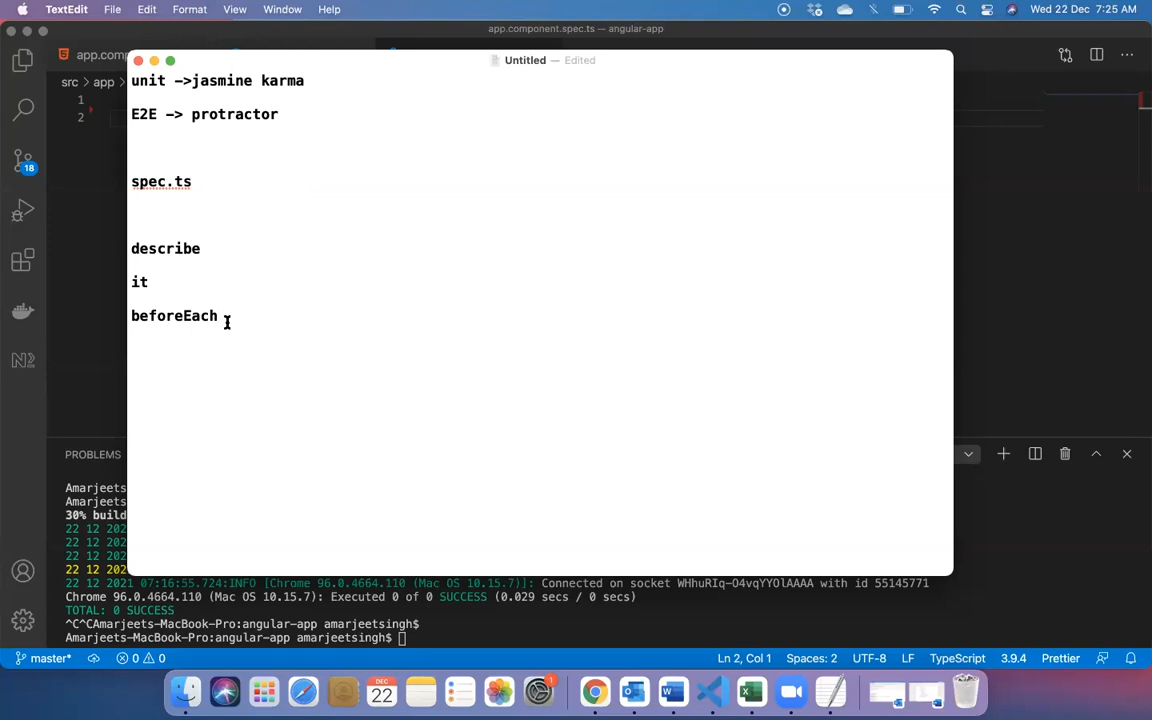 TextEdit File Edit View Window Help Wed 22 Dec 7:25 AM
app.component.spec.ts — angular-app
app.comp
Untitled — Edited
src > app >
1
2
unit ->jasmine karma
E2E -> protractor
18
spec.ts
describe
it
beforeEach
PROBLEMS
Amarjeets
Amarjeets
30% build
22 12 202
22 12 202
22 12 202
22 12 202
22 12 2021 07:16:55.724:INFO [Chrome 96.0.4664.110 (Mac OS 10.15.7)]: Connected on socket WHhuRIq-O4vqYYOlAAAA with id 55145771
Chrome 96.0.4664.110 (Mac OS 10.15.7): Executed 0 of 0 SUCCESS (0.029 secs / 0 secs)
TOTAL: 0 SUCCESS
^C^CAmarjeets-MacBook-Pro:angular-app amarjeetsingh$
Amarjeets-MacBook-Pro:angular-app amarjeetsingh$
master* 0 0 Ln 2, Col 1 Spaces: 2 UTF-8 LF TypeScript 3.9.4 Prettier
DEC
22
1